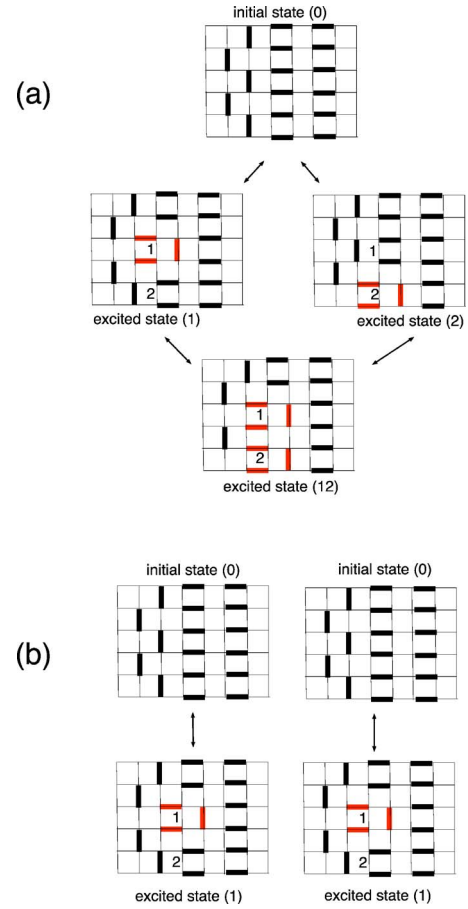 initial state (0)
(a)
1
2
excited state (1)
1
2
excited state (2)
1
2
excited state (12)
initial state (0)
initial state (0)
(b)
1
2
excited state (1)
1
2
excited state (1)